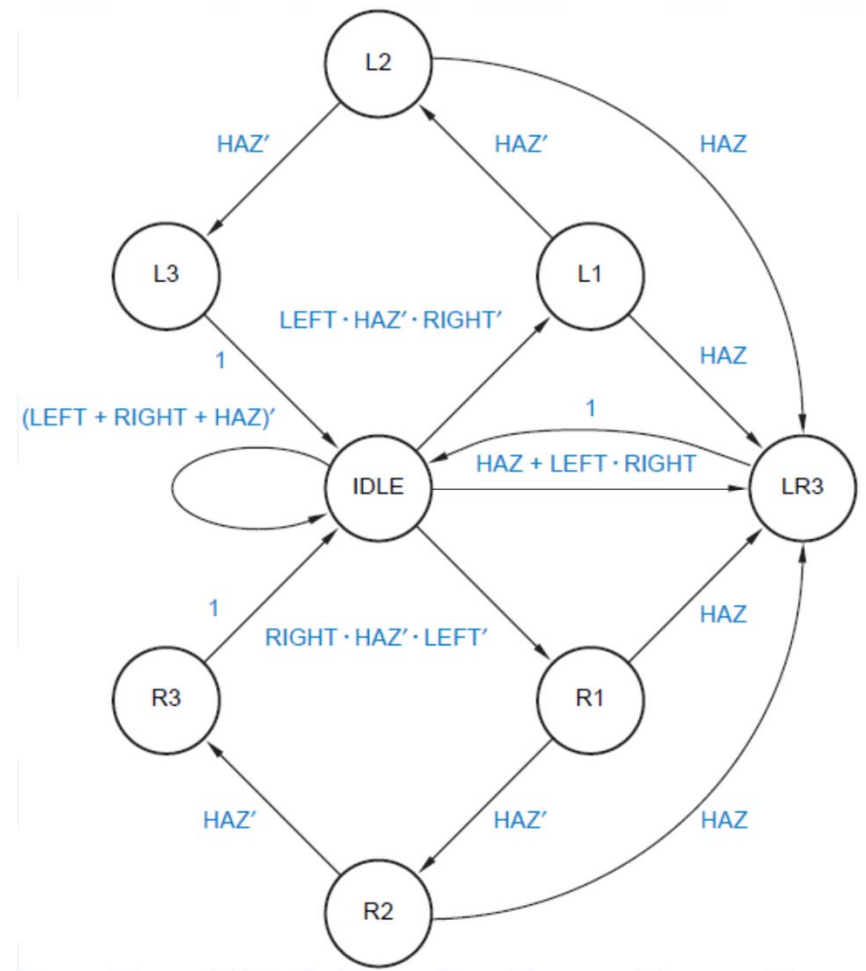 L2
HAZ′
HAZ′
HAZ
L3
L1
LEFT · HAZ′ · RIGHT′
1
HAZ
(LEFT + RIGHT + HAZ)′
1
HAZ + LEFT · RIGHT
IDLE
LR3
1
RIGHT · HAZ′ · LEFT′
HAZ
R3
R1
HAZ′
HAZ′
HAZ
R2